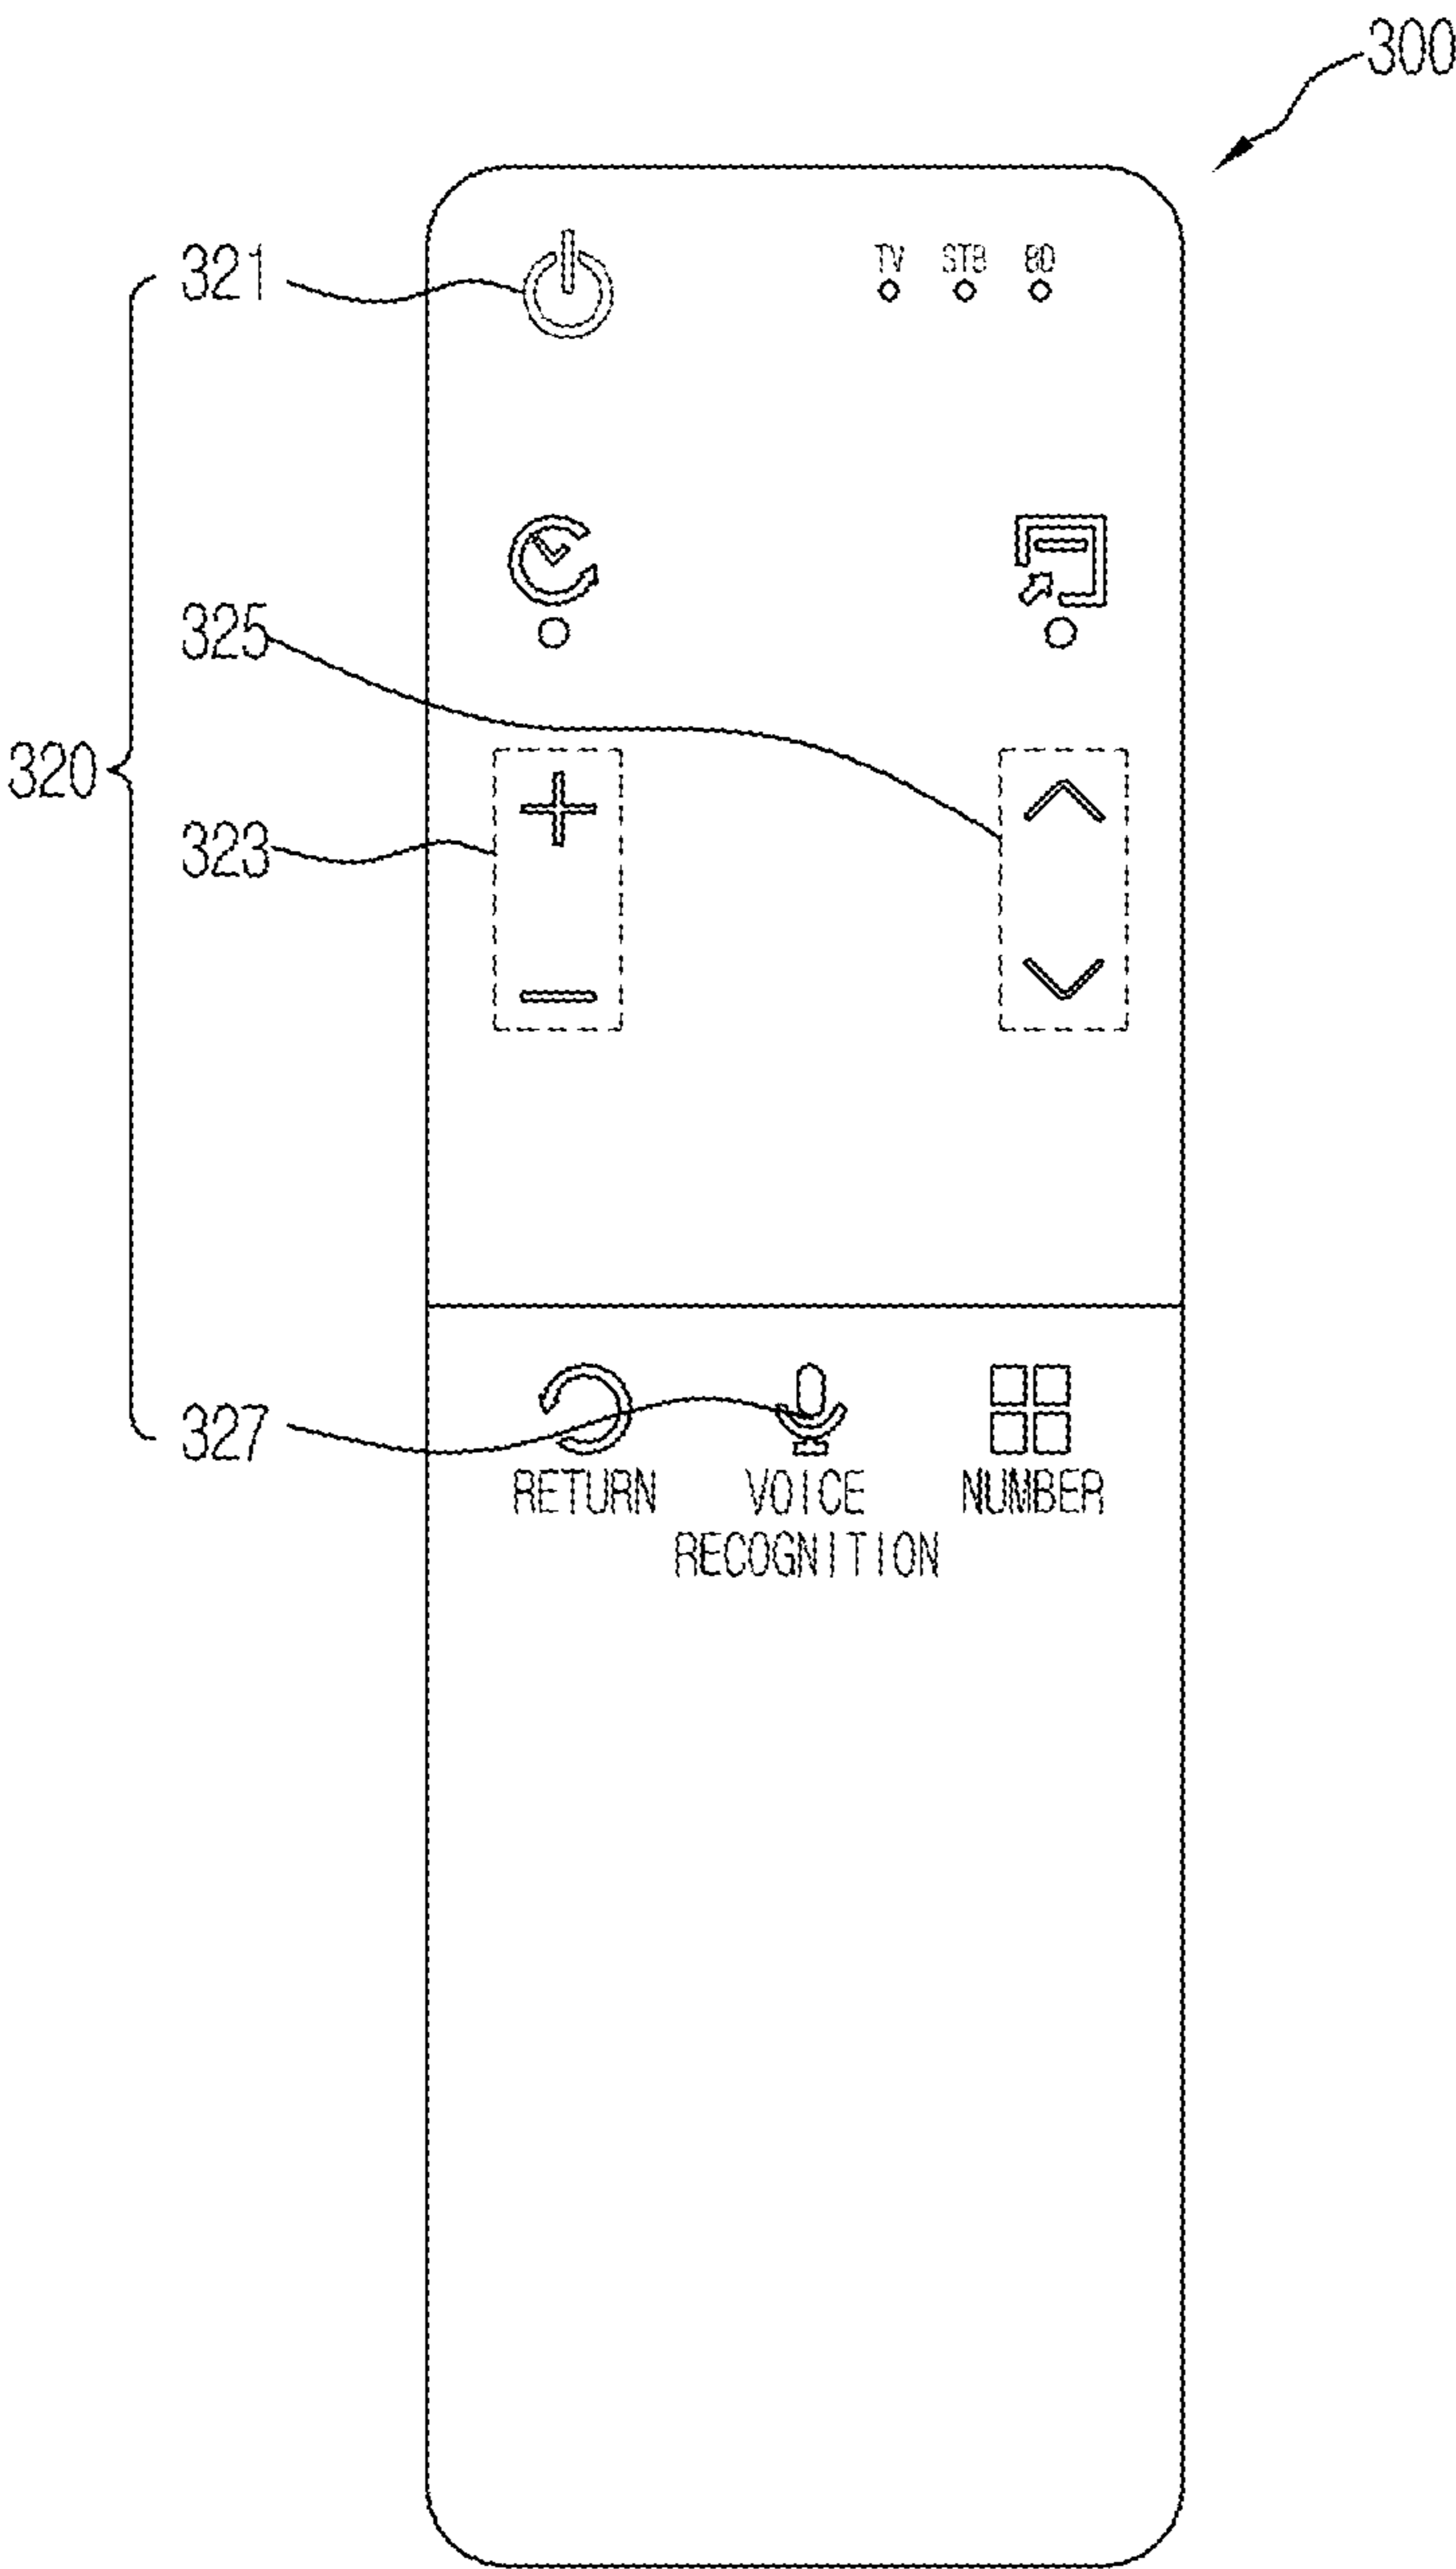 300
321
TV STB BD
325
320
323
327
RETURN VOICE NUMBER
RECOGNITION